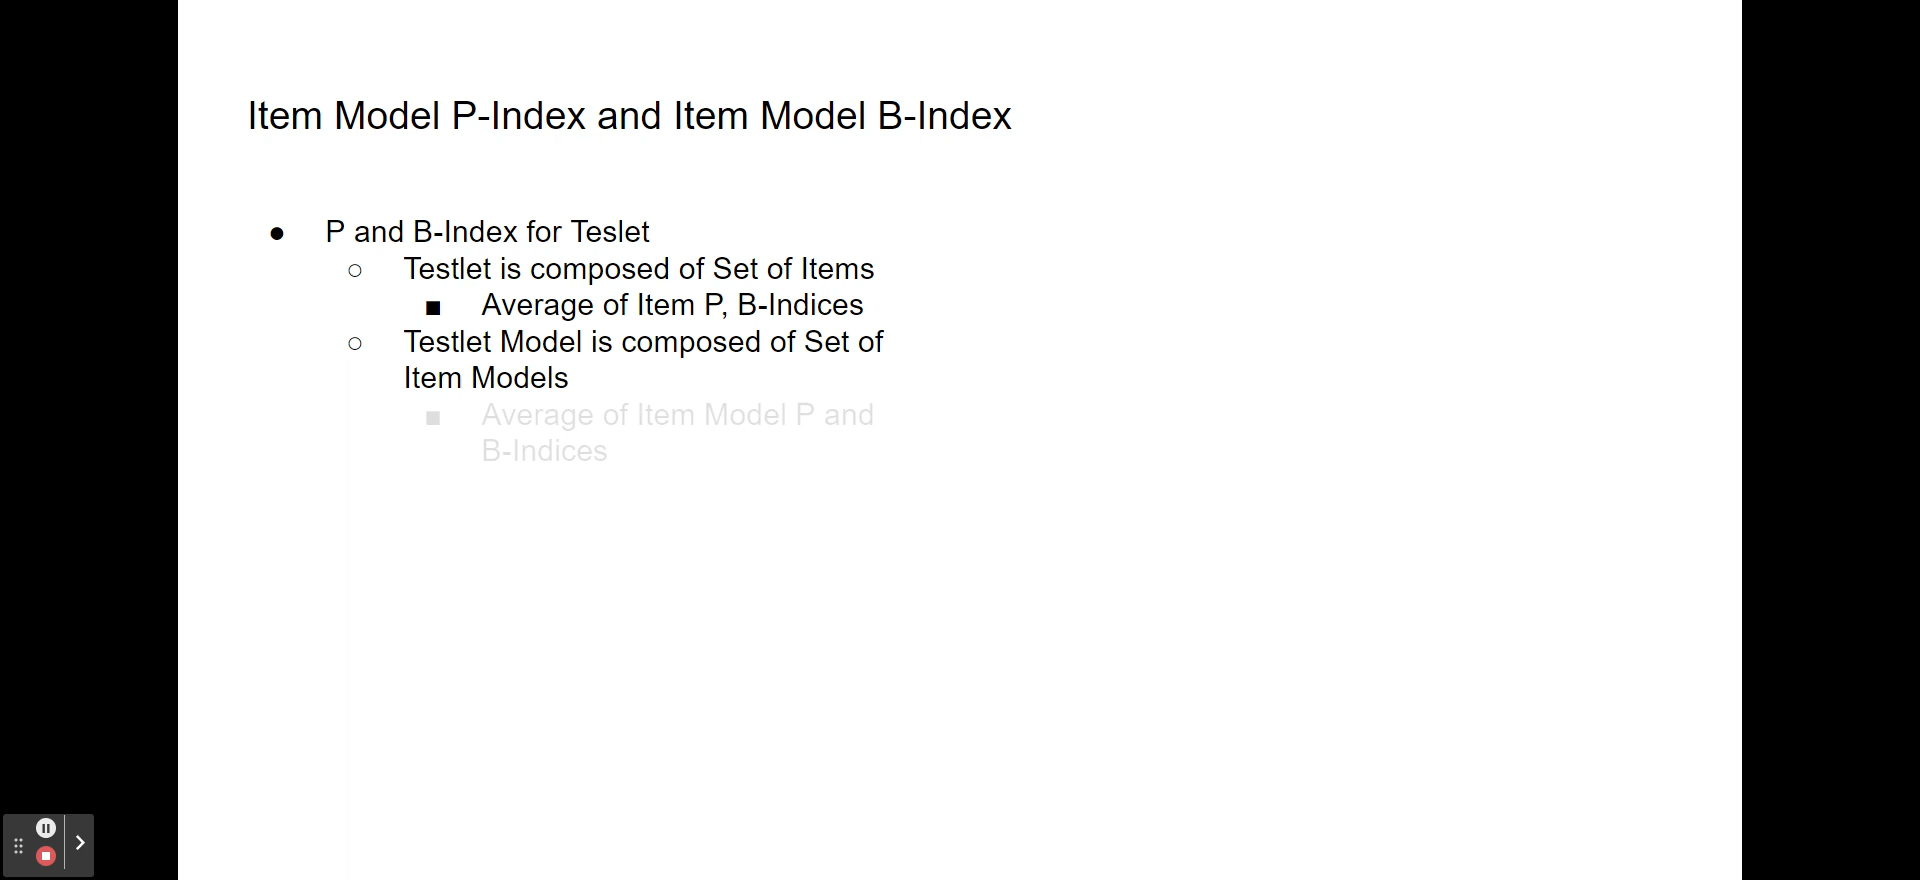 Item Model P-Index and Item Model B-Index
● P and B-Index for Teslet
○ Testlet is composed of Set of Items
■ Average of Item P, B-Indices
○ Testlet Model is composed of Set of
Item Models
■ Average of Item Model P and
B-Indices